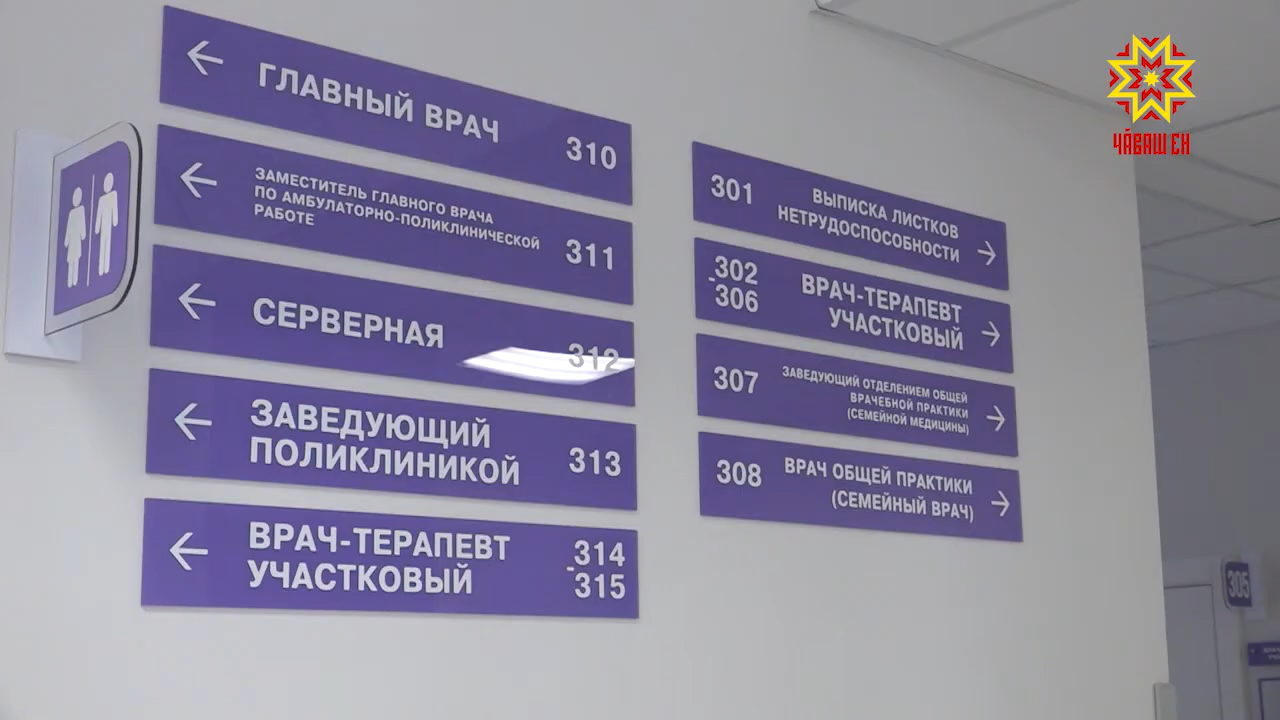 ГЛАВНЫЙ ВРАЧ
310
ЗАМЕСТИТЕЛЬ ГЛАВНОГО ВРАЧА
ПО АМБУЛАТОРНО-ПОЛИКЛИНИЧЕСКОЙ
РАБОТЕ
311
СЕРВЕРНАЯ
312
ЗАВЕДУЮЩИЙ
ПОЛИКЛИНИКОЙ
313
ВРАЧ-ТЕРАПЕВТ
УЧАСТКОВЫЙ
314
-315
301
ВЫПИСКА ЛИСТКОВ
НЕТРУДОСПОСОБНОСТИ
302
-306
ВРАЧ-ТЕРАПЕВТ
УЧАСТКОВЫЙ
307
ЗАВЕДУЮЩИЙ ОТДЕЛЕНИЕМ ОБЩЕЙ
ВРАЧЕБНОЙ ПРАКТИКИ
(СЕМЕЙНОЙ МЕДИЦИНЫ)
308
ВРАЧ ОБЩЕЙ ПРАКТИКИ
(СЕМЕЙНЫЙ ВРАЧ)
ЧӐВАШ ЕН
305